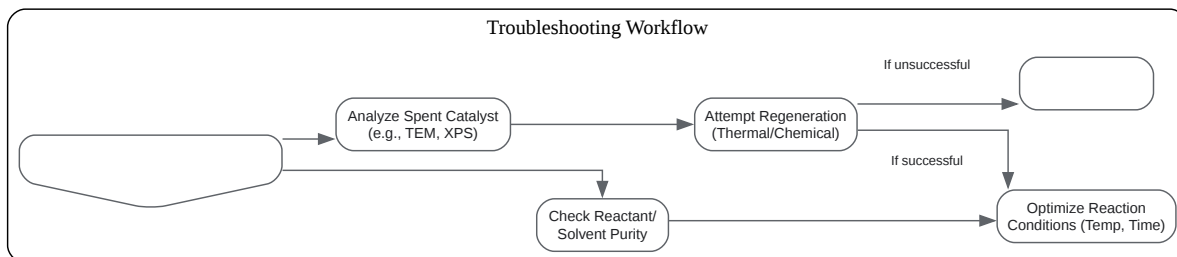 Troubleshooting Workflow
If unsuccessful
Analyze Spent Catalyst
(e.g., TEM, XPS)
Attempt Regeneration
(Thermal/Chemical)
If successful
Check Reactant/
Solvent Purity
Optimize Reaction
Conditions (Temp, Time)